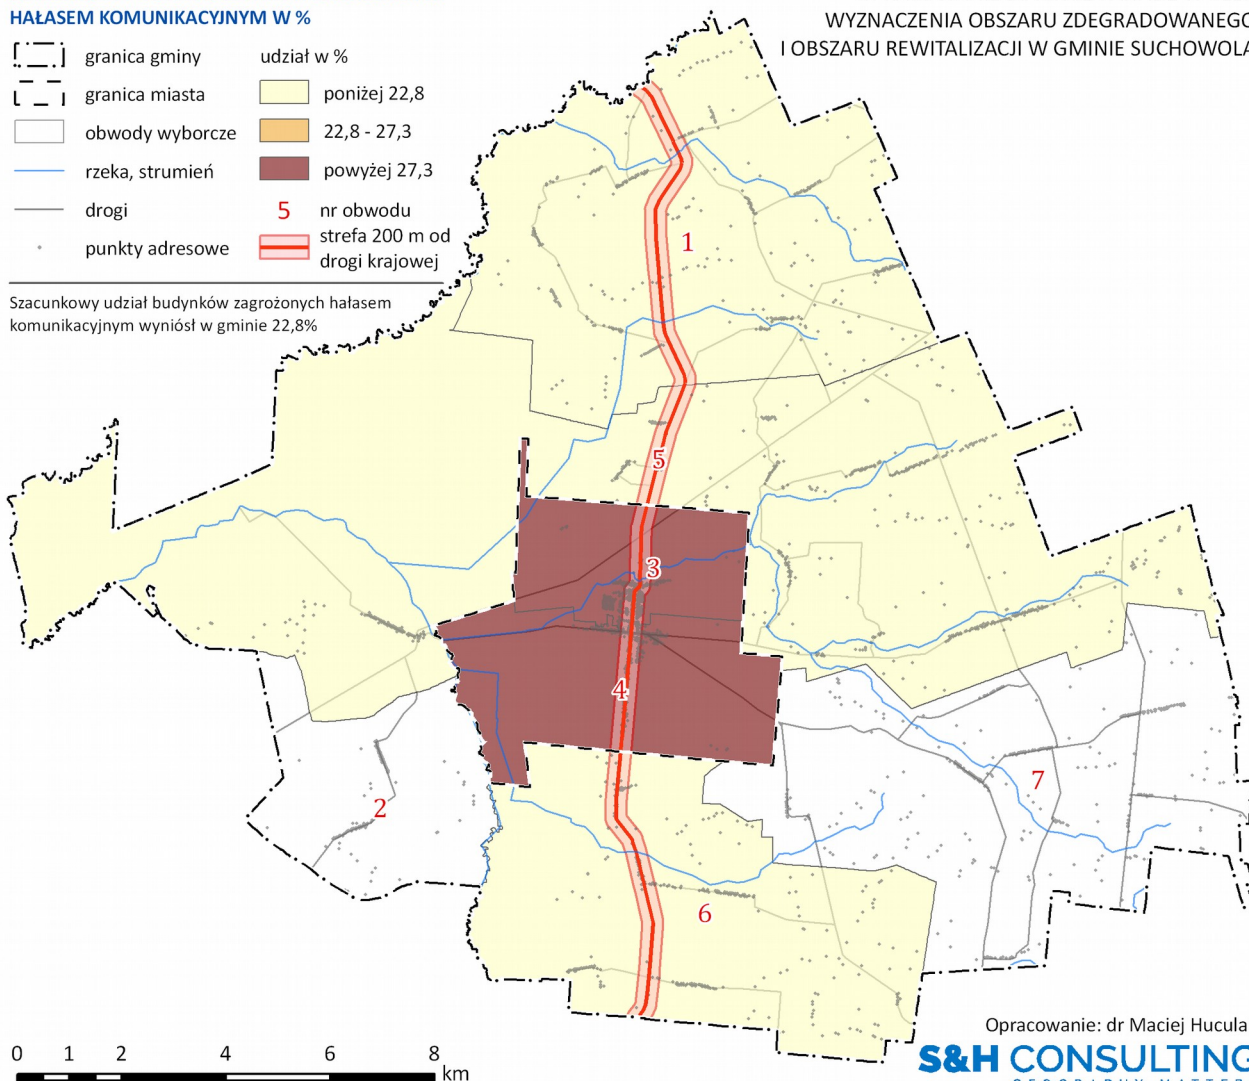 HAŁASEM KOMUNIKACYJNYM W %
WYZNACZENIA OBSZARU ZDEGRADOWANEGO
I OBSZARU REWITALIZACJI W GMINIE SUCHOWOLA
granica gminy
granica miasta
obwody wyborcze
rzeka, strumień
drogi
punkty adresowe
udział w %
poniżej 22,8
22,8 - 27,3
powyżej 27,3
5 nr obwodu
strefa 200 m od
drogi krajowej
Szacunkowy udział budynków zagrożonych hałasem
komunikacyjnym wyniósł w gminie 22,8%
1
5
3
4
2
7
6
0 1 2 4 6 8 km
Opracowanie: dr Maciej Hucula
S&H CONSULTING